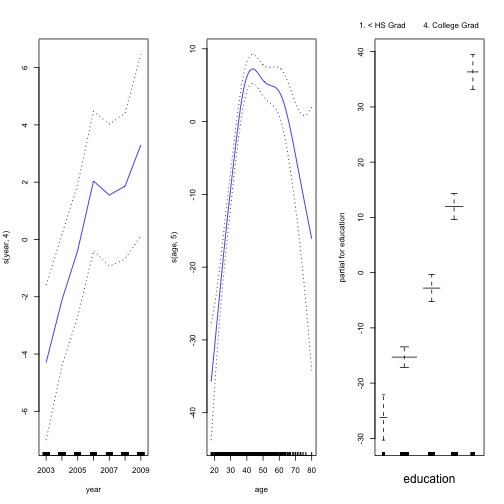 1. < HS Grad 4. College Grad
s(year, 4)
6
4
2
0
-2
-4
-6
2003 2005 2007 2009
year
s(age, 5)
10
0
-10
-20
-30
-40
20 30 40 50 60 70 80
age
partial for education
40
30
20
10
0
-10
-20
-30
education